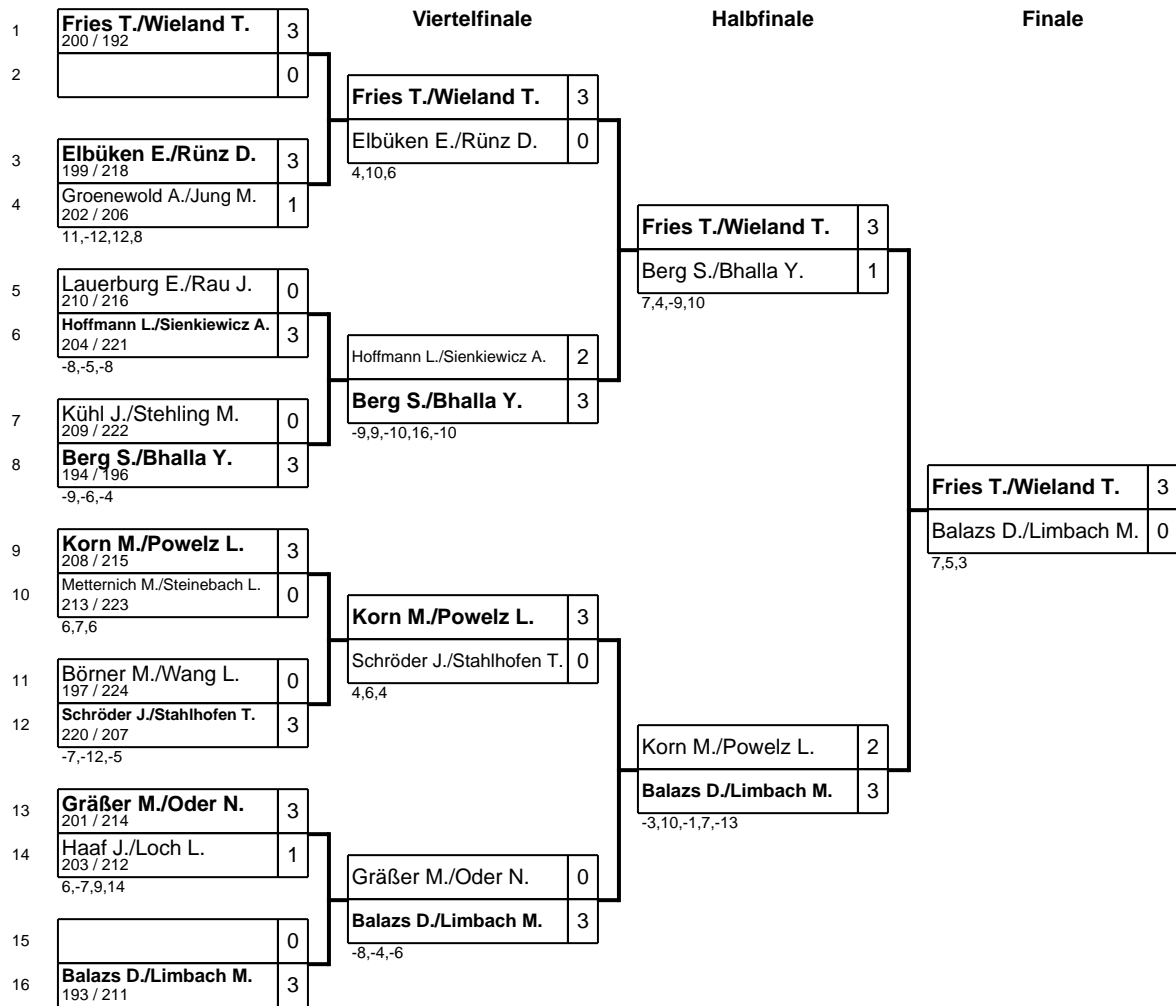 Viertelfinale
Halbfinale
Finale
1
Fries T./Wieland T. 3
200 / 192
2
0
3
Elbüken E./Rünz D. 3
199 / 218
4
Groenewold A./Jung M. 1
202 / 206
11,-12,12,8
5
Lauerburg E./Rau J. 0
210 / 216
6
Hoffmann L./Sienkiewicz A. 3
204 / 221
-8,-5,-8
7
Kühl J./Stehling M. 0
209 / 222
8
Berg S./Bhalla Y. 3
194 / 196
-9,-6,-4
9
Korn M./Powelz L. 3
208 / 215
10
Metternich M./Steinebach L. 0
213 / 223
6,7,6
11
Börner M./Wang L. 0
197 / 224
12
Schröder J./Stahlhofen T. 3
220 / 207
-7,-12,-5
13
Gräßer M./Oder N. 3
201 / 214
14
Haaf J./Loch L. 1
203 / 212
6,-7,9,14
15
0
16
Balazs D./Limbach M. 3
193 / 211
Fries T./Wieland T. 3
Elbüken E./Rünz D. 0
4,10,6
Hoffmann L./Sienkiewicz A. 2
Berg S./Bhalla Y. 3
-9,9,-10,16,-10
Korn M./Powelz L. 3
Schröder J./Stahlhofen T. 0
4,6,4
Gräßer M./Oder N. 0
Balazs D./Limbach M. 3
-8,-4,-6
Fries T./Wieland T. 3
Berg S./Bhalla Y. 1
7,4,-9,10
Korn M./Powelz L. 2
Balazs D./Limbach M. 3
-3,10,-1,7,-13
Fries T./Wieland T. 3
Balazs D./Limbach M. 0
7,5,3